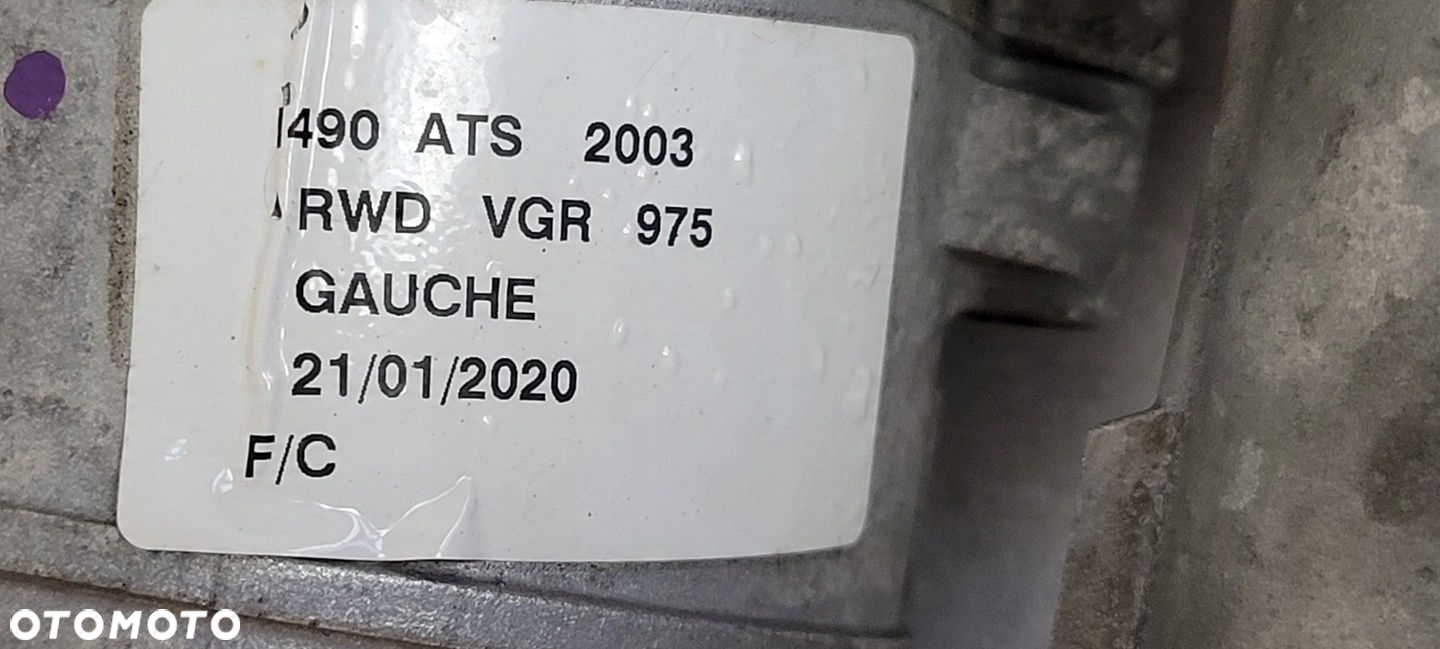 490 ATS 2003
RWD VGR 975
GAUCHE
21/01/2020
F/C
OTOMOTO